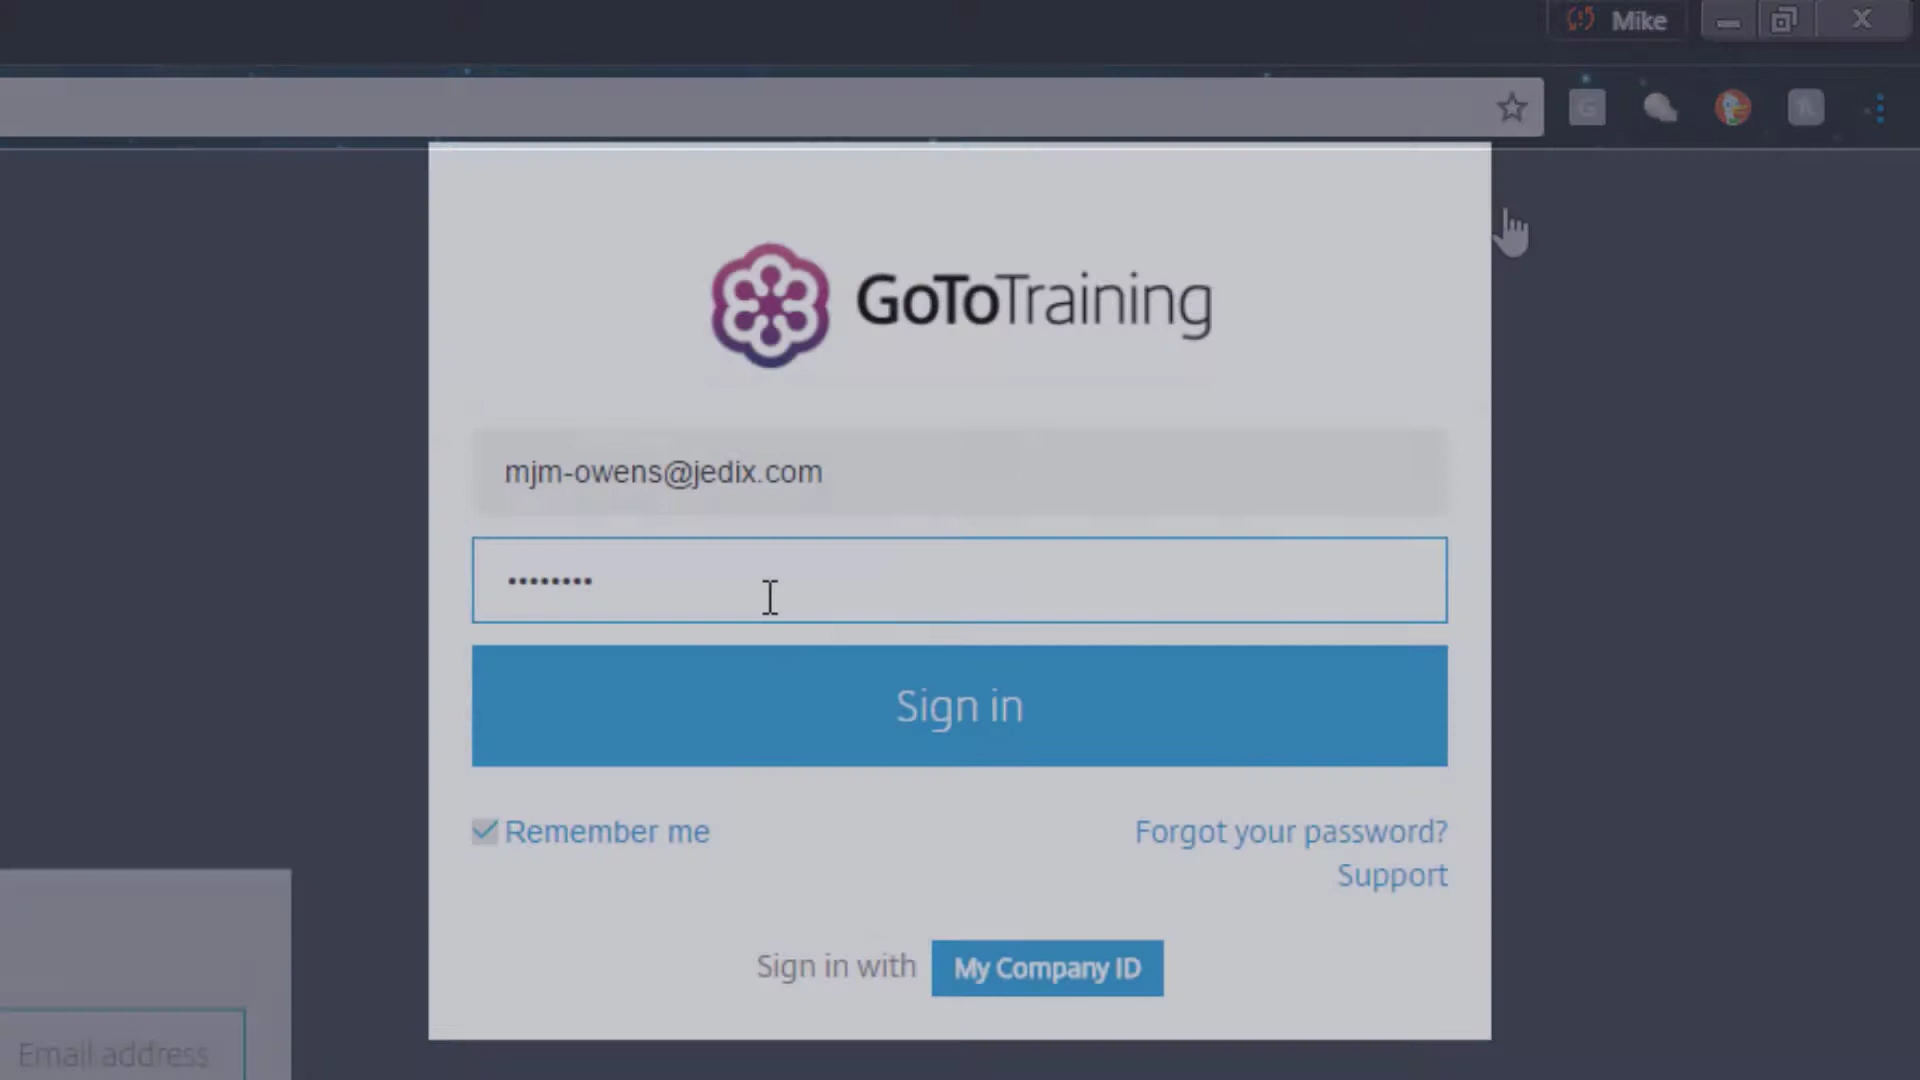 Mike
GoToTraining
mjm-owens@jedix.com
••••••••
Sign in
Remember me
Forgot your password?
Support
Sign in with
My Company ID
Email address